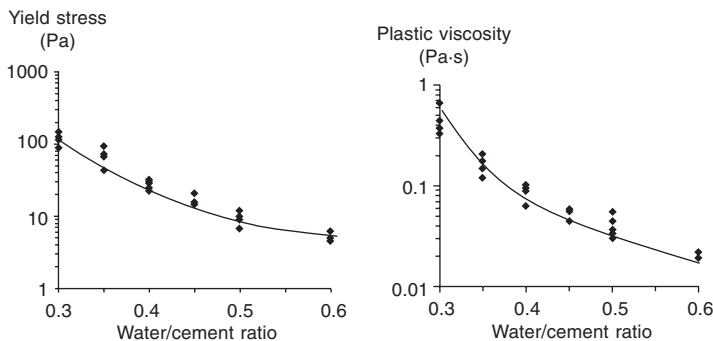 Yield stress
(Pa)
1000
100
10
1
0.3 0.4 0.5 0.6
Water/cement ratio
Plastic viscosity
(Pa·s)
1
0.1
0.01
0.3 0.4 0.5 0.6
Water/cement ratio